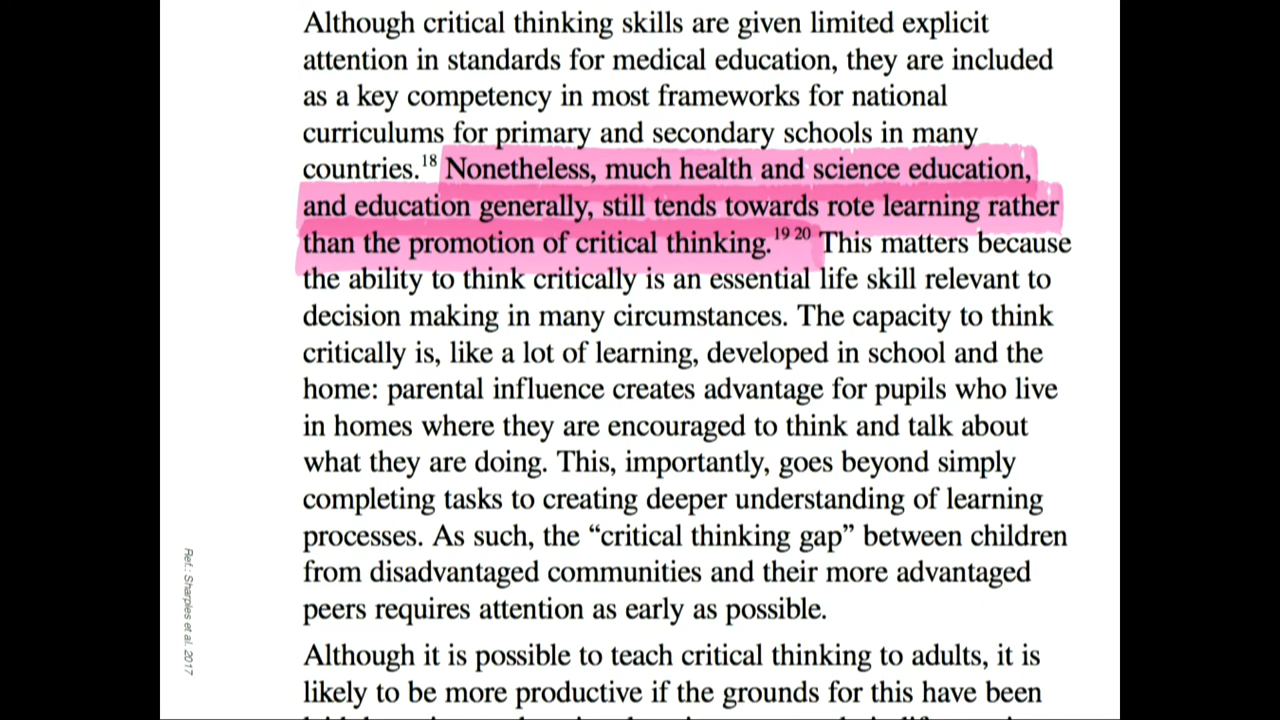 Although critical thinking skills are given limited explicit
attention in standards for medical education, they are included
as a key competency in most frameworks for national
curriculums for primary and secondary schools in many
countries.18 Nonetheless, much health and science education,
and education generally, still tends towards rote learning rather
than the promotion of critical thinking.19 20 This matters because
the ability to think critically is an essential life skill relevant to
decision making in many circumstances. The capacity to think
critically is, like a lot of learning, developed in school and the
home: parental influence creates advantage for pupils who live
in homes where they are encouraged to think and talk about
what they are doing. This, importantly, goes beyond simply
completing tasks to creating deeper understanding of learning
processes. As such, the “critical thinking gap” between children
from disadvantaged communities and their more advantaged
peers requires attention as early as possible.
Although it is possible to teach critical thinking to adults, it is
likely to be more productive if the grounds for this have been
Ref.: Sharples et al. 2017